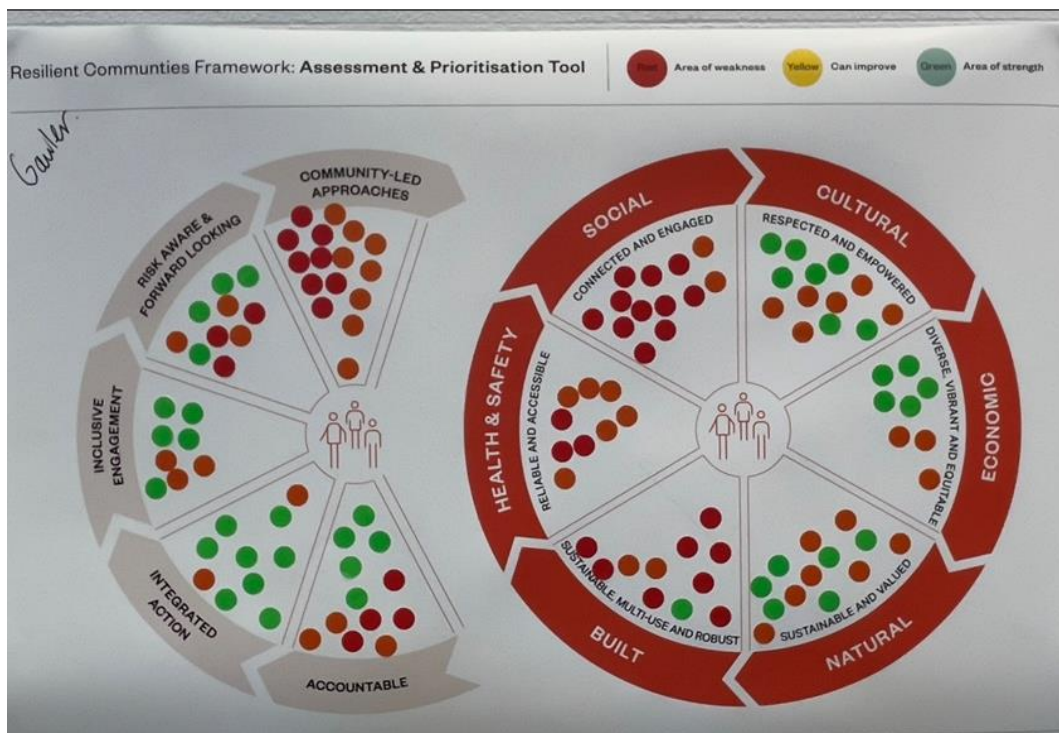 Resilient Communties Framework: Assessment & Prioritisation Tool
Red
Area of weakness
Yellow
Can improve
Green
Area of strength
Gawler
COMMUNITY-LED
APPROACHES
RISK AWARE &
FORWARD LOOKING
INCLUSIVE
ENGAGEMENT
INTEGRATED
ACTION
ACCOUNTABLE
SOCIAL
CONNECTED AND ENGAGED
CULTURAL
RESPECTED AND EMPOWERED
ECONOMIC
DIVERSE, VIBRANT AND EQUITABLE
NATURAL
SUSTAINABLE AND VALUED
BUILT
SUSTAINABLE, MULTI-USE AND ROBUST
HEALTH & SAFETY
RELIABLE AND ACCESSIBLE